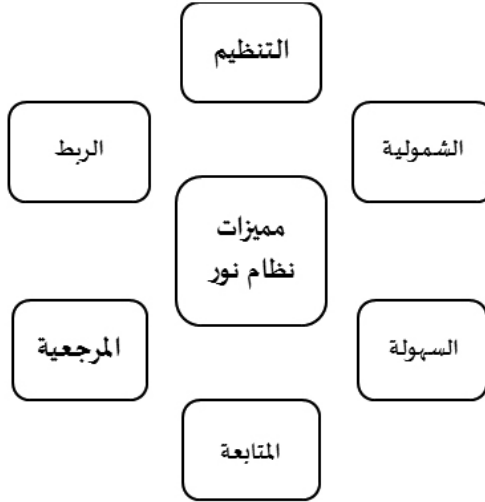 التنظيم
الشمولية
الربط
مميزات
نظام نور
السهولة
المرجعية
المتابعة